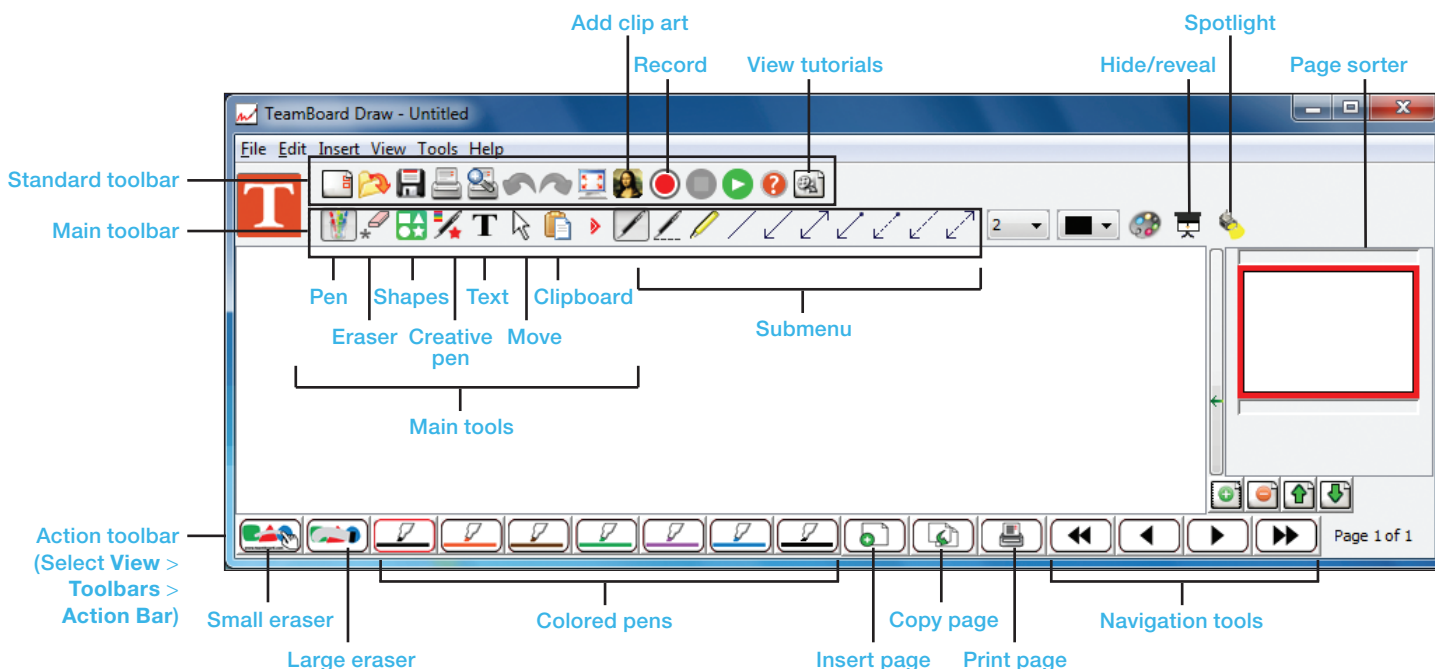 Add clip art
Spotlight
Record
View tutorials
Hide/reveal
Page sorter
TeamBoard Draw - Untitled
File Edit Insert View Tools Help
Standard toolbar
T
Main toolbar
T
2
Pen
Shapes
Text
Clipboard
Eraser
Creative
pen
Move
Submenu
Main tools
Action toolbar
(Select View >
Toolbars >
Action Bar)
Page 1 of 1
Small eraser
Colored pens
Copy page
Navigation tools
Large eraser
Insert page
Print page